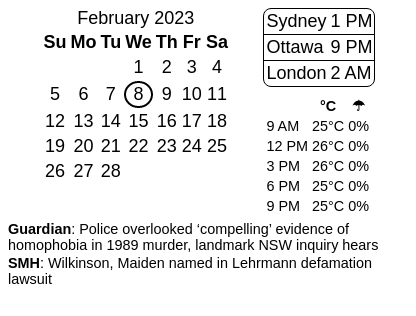 February 2023
Su Mo Tu We Th Fr Sa
1 2 3 4
5 6 7 8 9 10 11
12 13 14 15 16 17 18
19 20 21 22 23 24 25
26 27 28
Sydney 1 PM
Ottawa 9 PM
London 2 AM
°C ☂
9 AM 25°C 0%
12 PM 26°C 0%
3 PM 26°C 0%
6 PM 25°C 0%
9 PM 25°C 0%
Guardian: Police overlooked ‘compelling’ evidence of
homophobia in 1989 murder, landmark NSW inquiry hears
SMH: Wilkinson, Maiden named in Lehrmann defamation
lawsuit